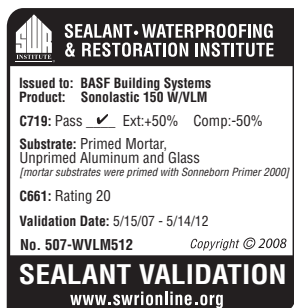 SWR
INSTITUTE
SEALANT • WATERPROOFING
& RESTORATION INSTITUTE
Issued to: BASF Building Systems
Product: Sonolastic 150 W/VLM
C719: Pass ✔ Ext:+50% Comp:-50%
Substrate: Primed Mortar,
Unprimed Aluminum and Glass
[mortar substrates were primed with Sonneborn Primer 2000]
C661: Rating 20
Validation Date: 5/15/07 - 5/14/12
No. 507-WVLM512 Copyright © 2008
SEALANT VALIDATION
www.swrionline.org